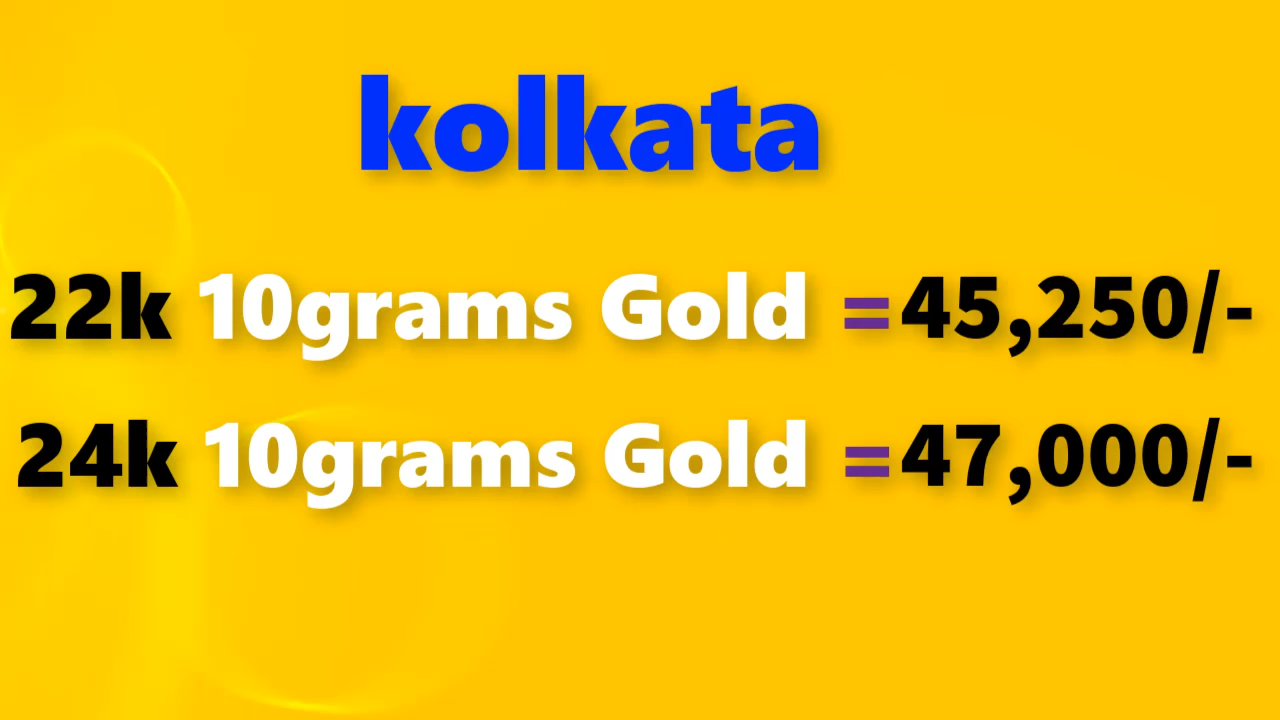 kolkata
22k 10grams Gold =45,250/-
24k 10grams Gold =47,000/-